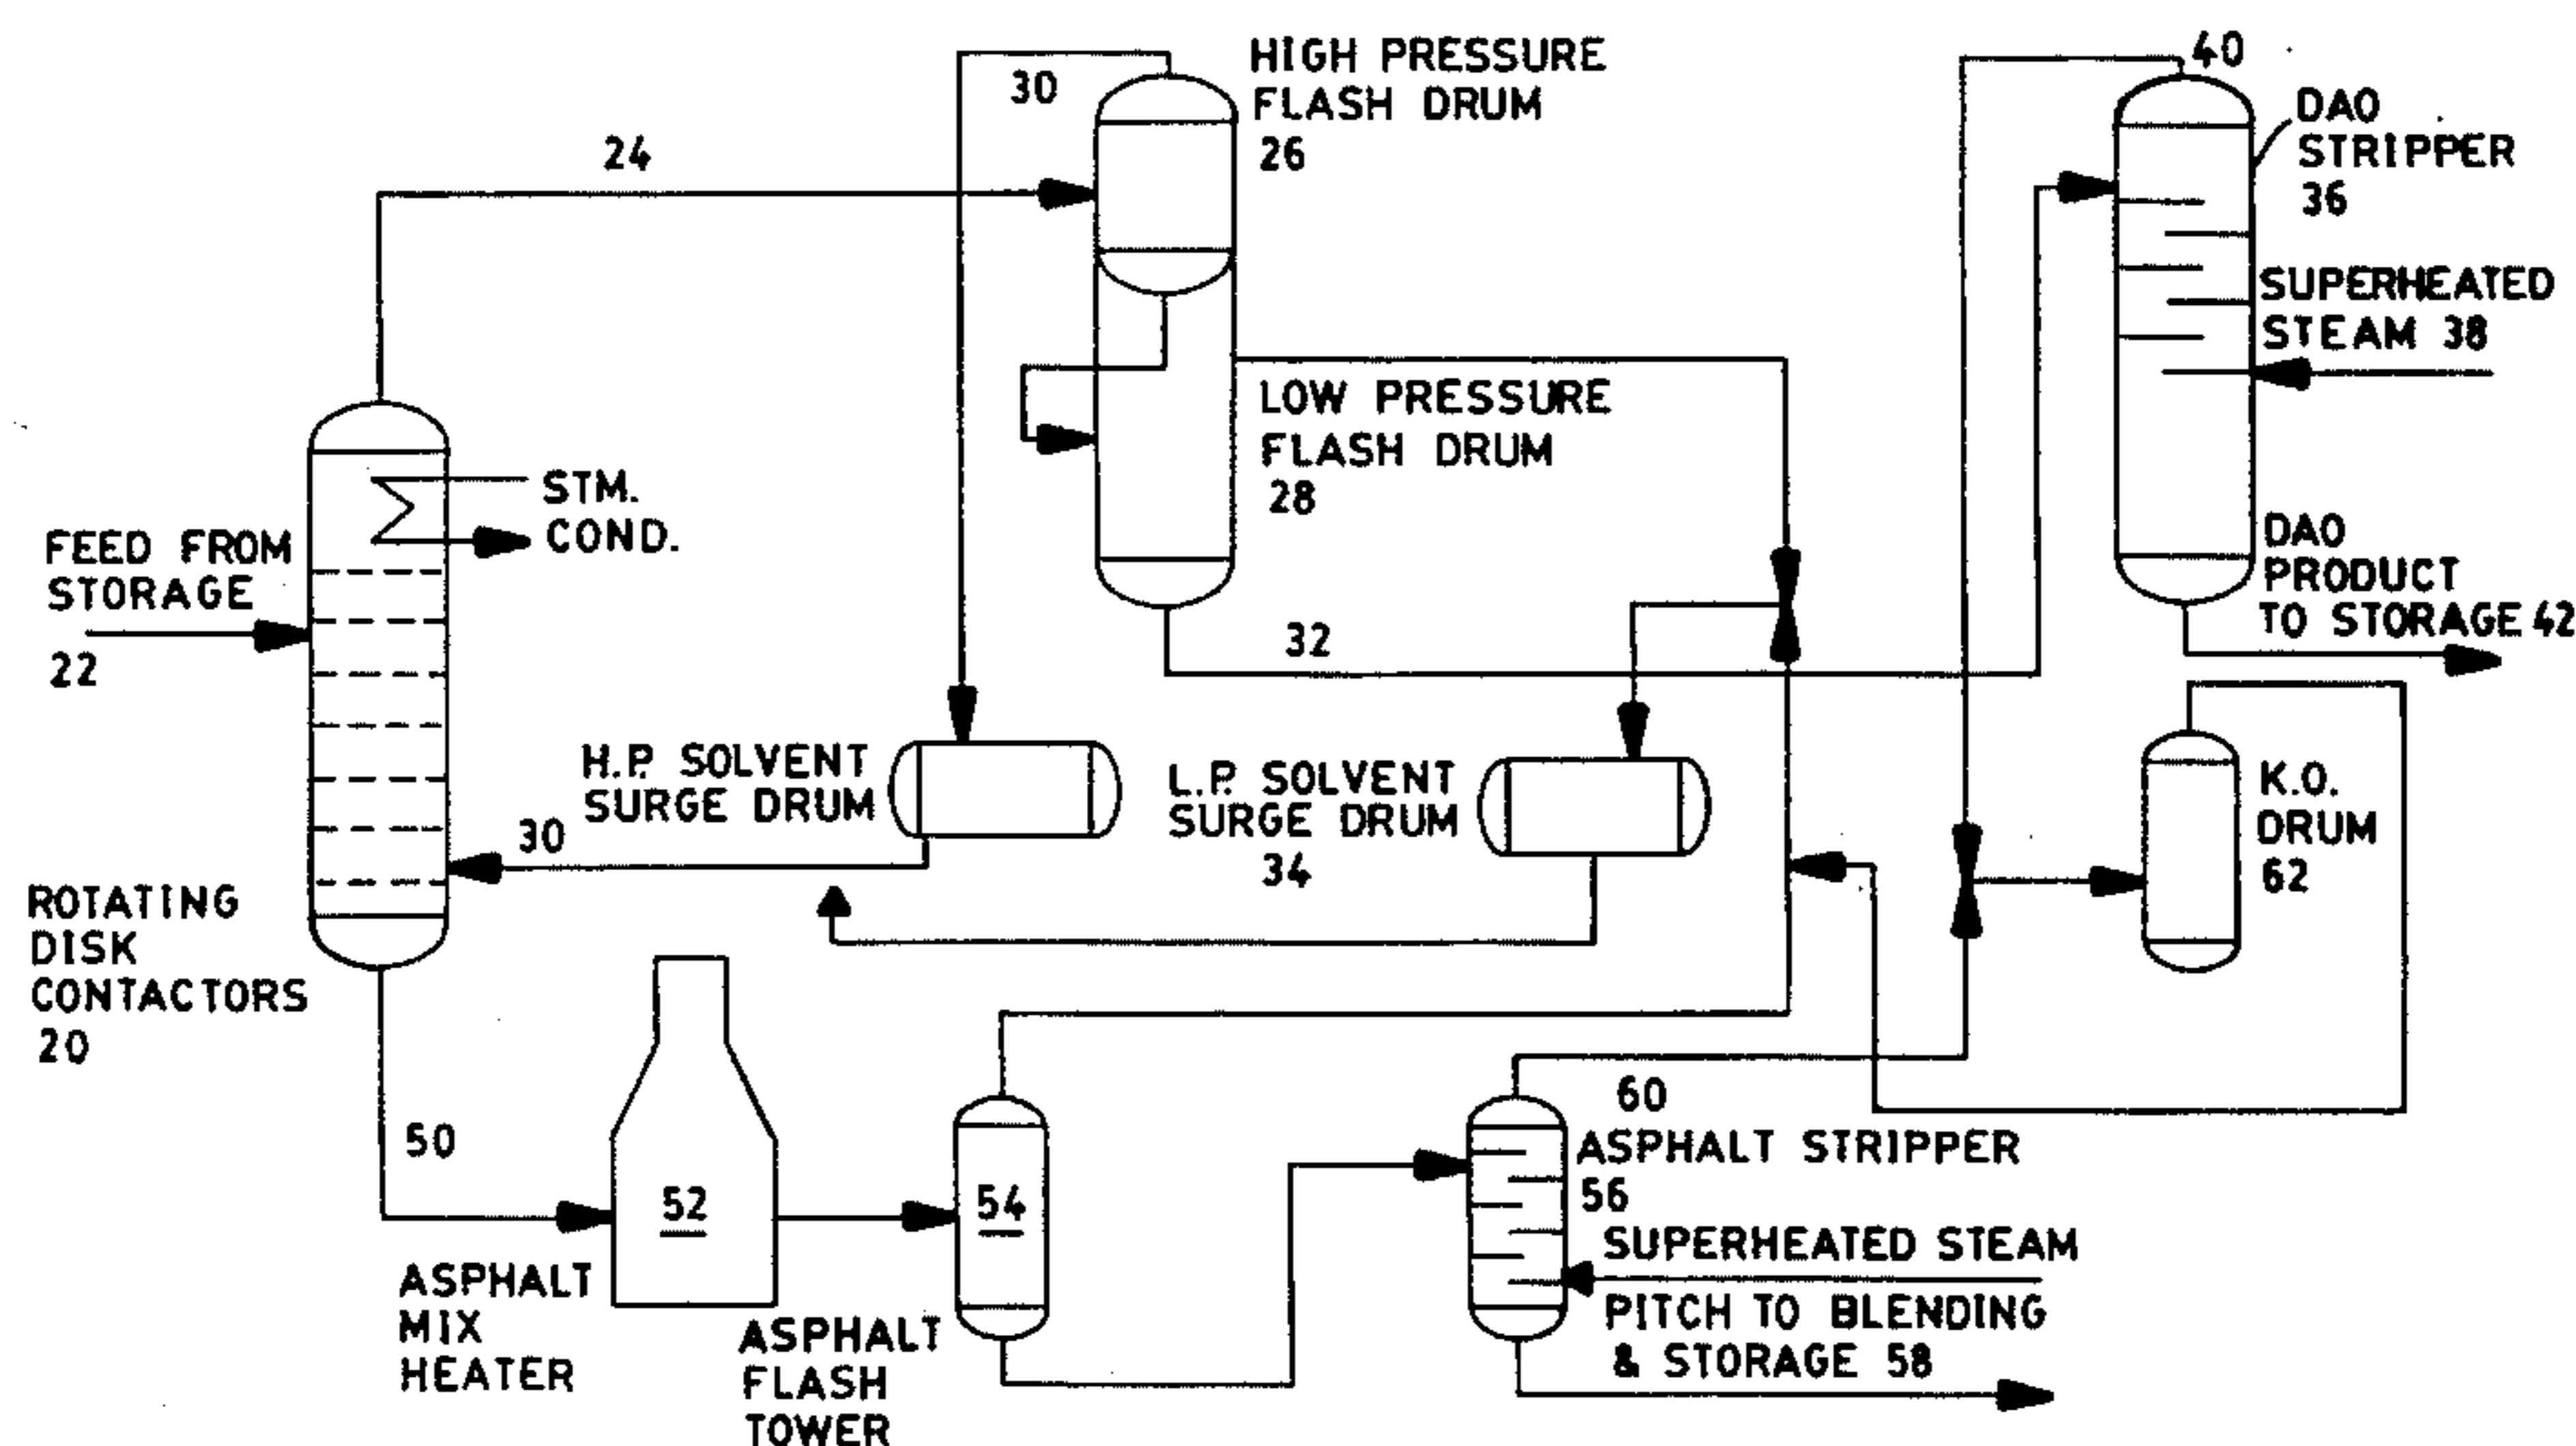 30
HIGH PRESSURE
FLASH DRUM
26
40
DAO
STRIPPER
36
24
SUPERHEATED
STEAM 38
LOW PRESSURE
FLASH DRUM
28
STM.
COND.
FEED FROM
STORAGE
22
DAO
PRODUCT
TO STORAGE 42
32
H.P. SOLVENT
SURGE DRUM
L.P. SOLVENT
SURGE DRUM
34
K.O.
DRUM
62
30
ROTATING
DISK
CONTACTORS
20
50
52
54
60
ASPHALT STRIPPER
56
SUPERHEATED STEAM
PITCH TO BLENDING
& STORAGE 58
ASPHALT
MIX
HEATER
ASPHALT
FLASH
TOWER